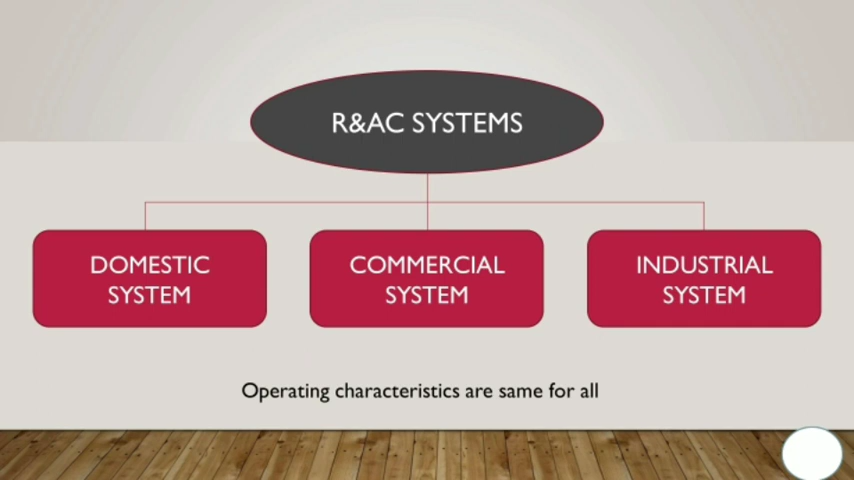 R&AC SYSTEMS
DOMESTIC
SYSTEM
COMMERCIAL
SYSTEM
INDUSTRIAL
SYSTEM
Operating characteristics are same for all